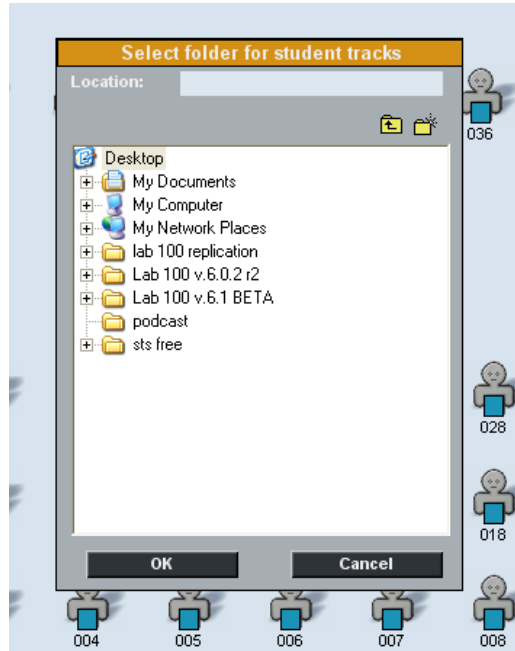 Select folder for student tracks
Location:
036
Desktop
My Documents
My Computer
My Network Places
lab 100 replication
Lab 100 v.6.0.2 r2
Lab 100 v.6.1 BETA
podcast
sts free
028
018
OK Cancel
004 005 006 007 008